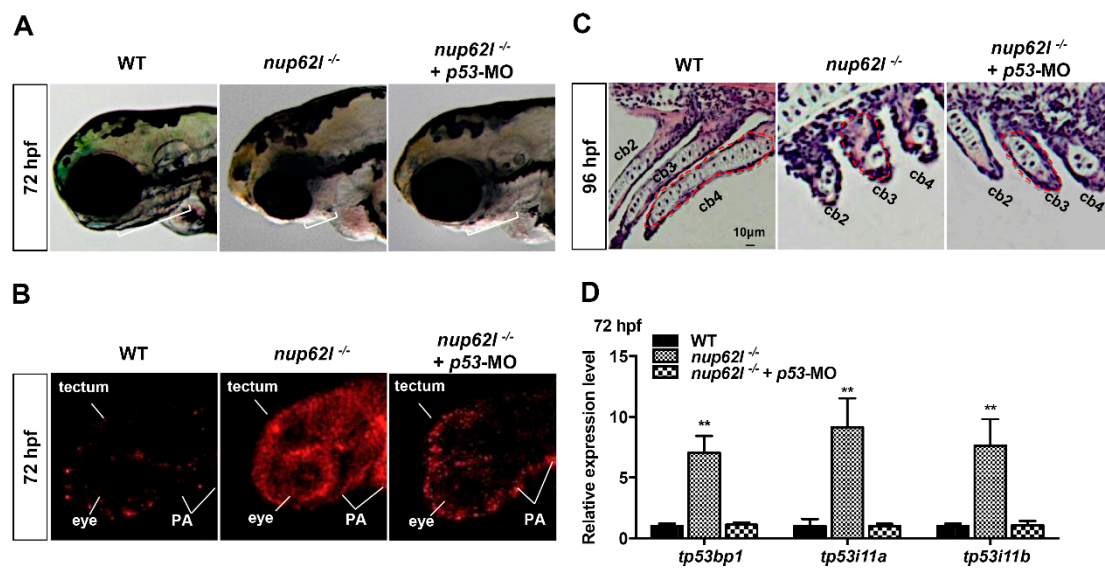 A
WT
nup62l -/-
nup62l -/-
+ p53-MO
72 hpf
B
WT
nup62l -/-
nup62l -/-
+ p53-MO
72 hpf
tectum
eye
PA
tectum
eye
PA
tectum
eye
PA
C
WT
nup62l -/-
nup62l -/-
+ p53-MO
96 hpf
cb2
cb3
cb4
10μm
cb2
cb3
cb4
cb2
cb3
cb4
D
72 hpf
WT
nup62l -/-
nup62l -/- + p53-MO
Relative expression level
15
10
5
0
**
**
**
tp53bp1
tp53i11a
tp53i11b